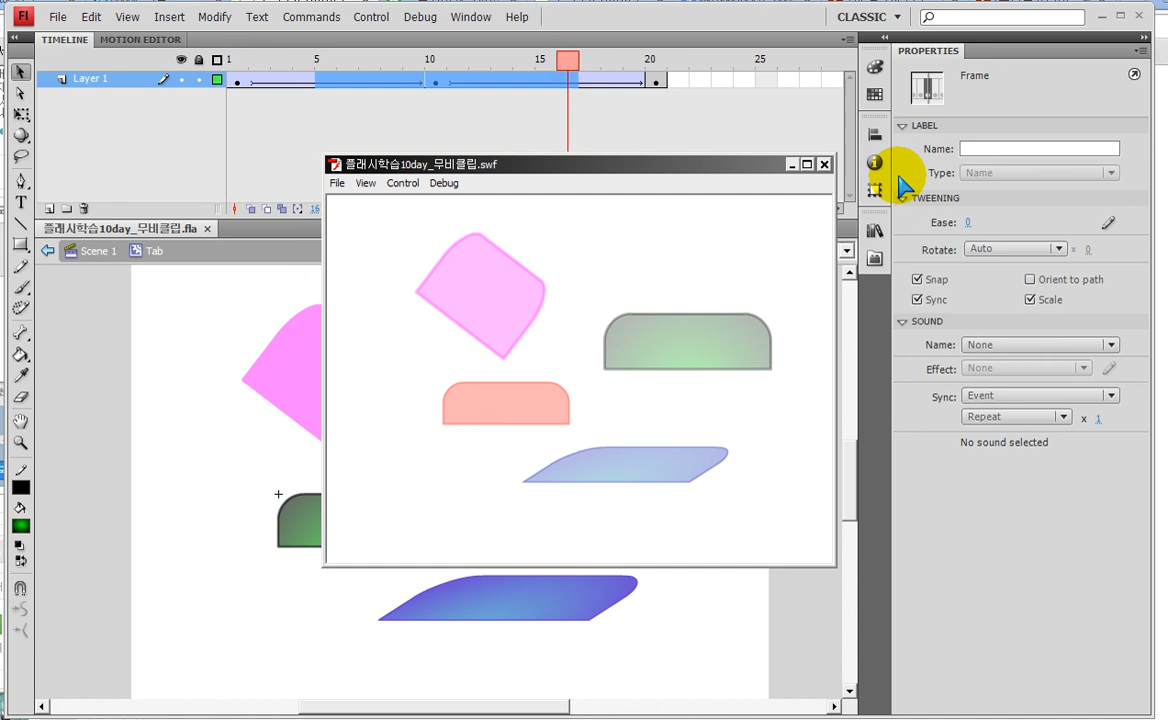 Fl File Edit View Insert Modify Text Commands Control Debug Window Help CLASSIC
TIMELINE MOTION EDITOR
1 5 10 15 20 25
Layer 1
16
플래시학습10day_무비클립.fla
Scene 1 Tab
플래시학습10day_무비클립.swf
File View Control Debug
PROPERTIES
Frame
LABEL
Name:
Type: Name
TWEENING
Ease: 0
Rotate: Auto x 0
Snap Orient to path
Sync Scale
SOUND
Name: None
Effect: None
Sync: Event
Repeat x 1
No sound selected